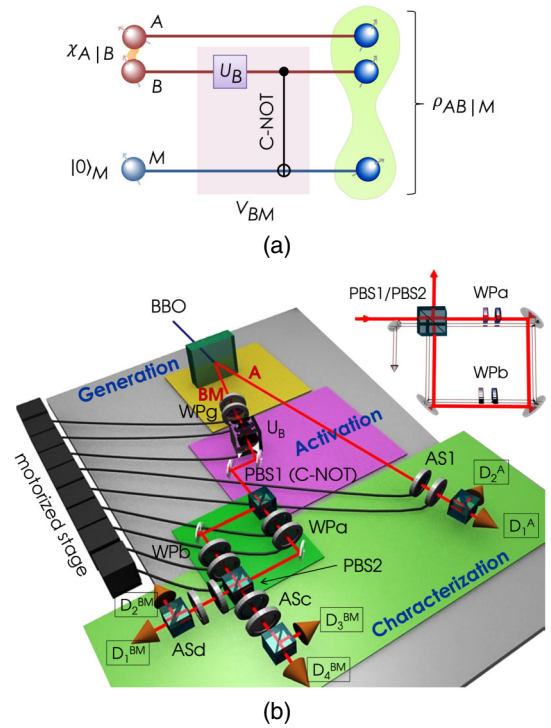 A
χA|B
B
UB
C-NOT
ρAB|M
|0⟩M
M
VBM
(a)
BBO
PBS1/PBS2
WPa
WPb
Generation
A
BM
WPg
UB
Activation
PBS1 (C-NOT)
AS1
D2A
D1A
motorized stage
WPb
WPa
PBS2
D2BM
ASc
D3BM
D1BM
ASd
D4BM
Characterization
(b)